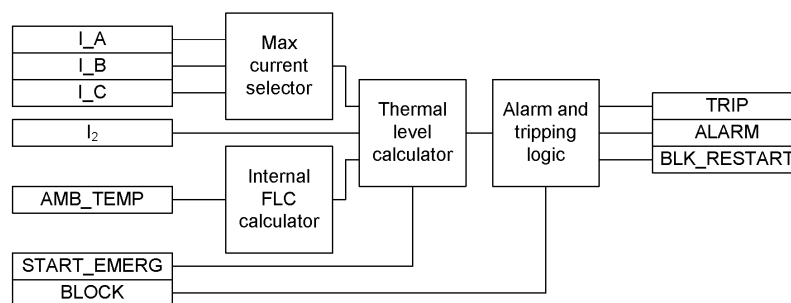 I_A
I_B
I_C
I₂
AMB_TEMP
START_EMERG
BLOCK
Max
current
selector
Internal
FLC
calculator
Thermal
level
calculator
Alarm and
tripping
logic
TRIP
ALARM
BLK_RESTART